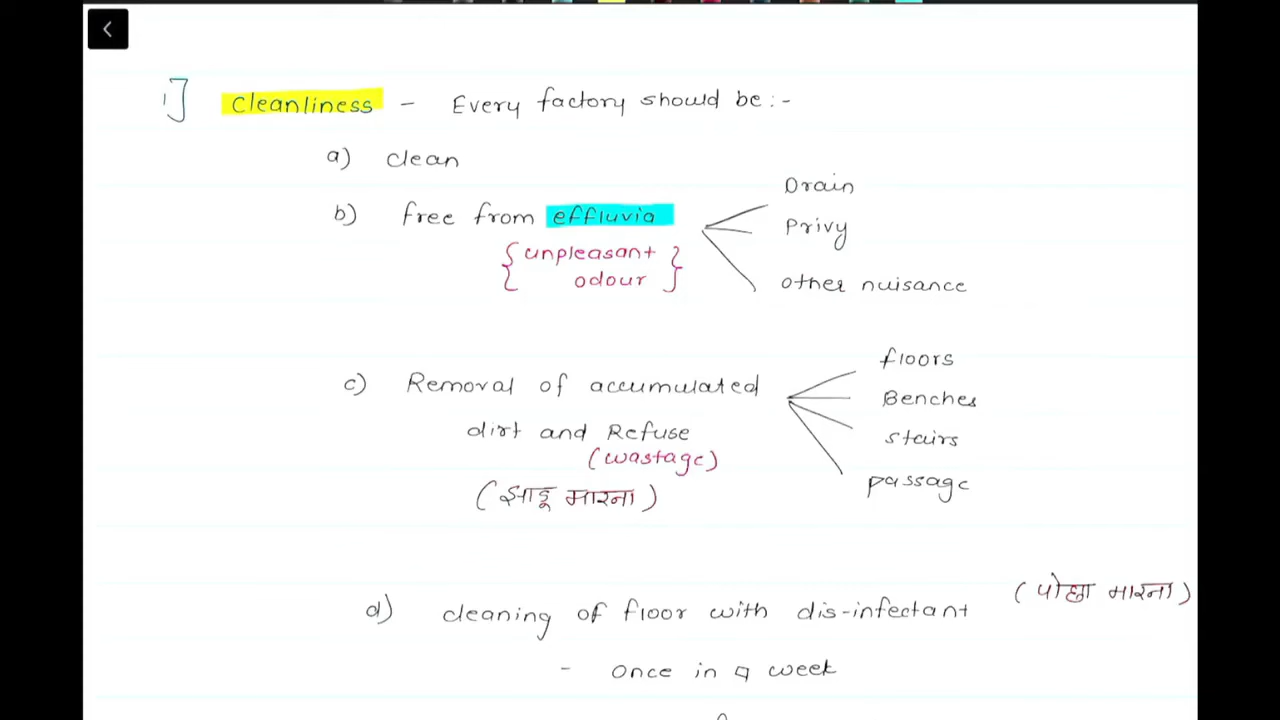 1] Cleanliness - Every factory should be :-
a) clean
b) free from effluvia
{unpleasant odour}
Drain
Privy
other nuisance
c) Removal of accumulated
dirt and Refuse
(wastage)
(झाडू मारना)
floors
Benches
stairs
passage
d) cleaning of floor with dis-infectant (पोछा मारना)
- once in a week